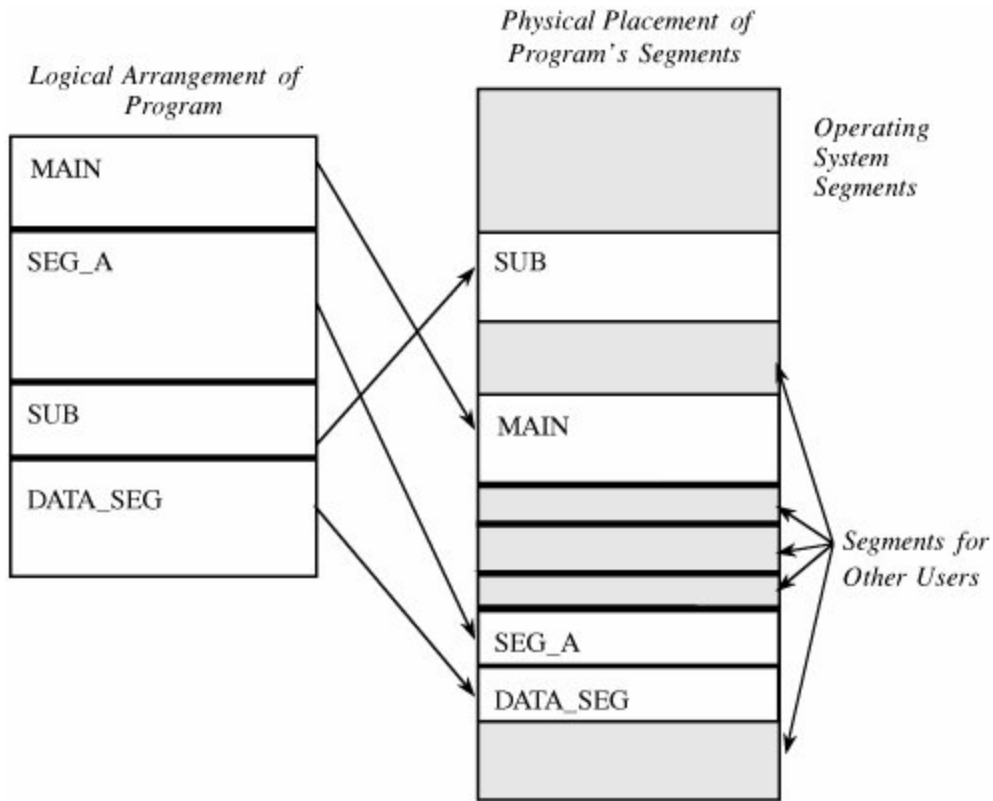 Physical Placement of
Program's Segments
Logical Arrangement of
Program
MAIN
SEG_A
SUB
DATA_SEG
SUB
MAIN
SEG_A
DATA_SEG
Operating
System
Segments
Segments for
Other Users